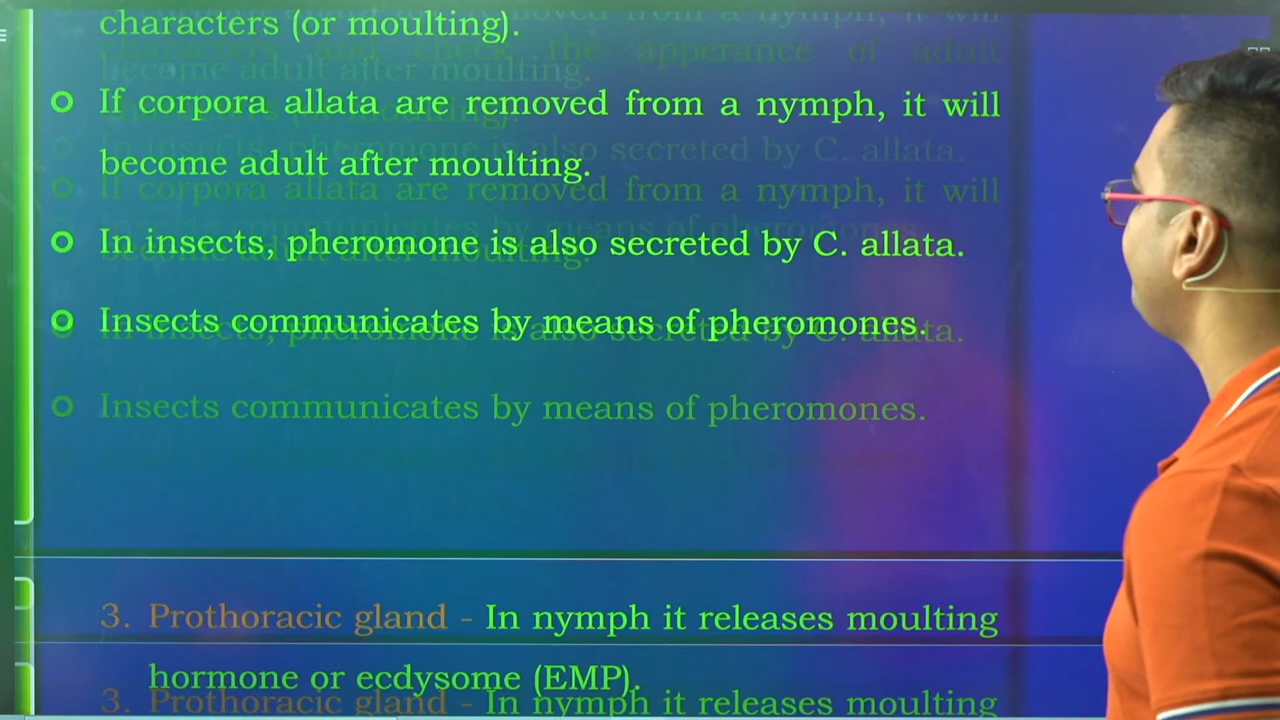 characters (or moulting).
If corpora allata are removed from a nymph, it will
become adult after moulting.
In insects, pheromone is also secreted by C. allata.
Insects communicates by means of pheromones.
Insects communicates by means of pheromones.
3. Prothoracic gland - In nymph it releases moulting
hormone or ecdysome (EMP).
3. Prothoracic gland - In nymph it releases moulting